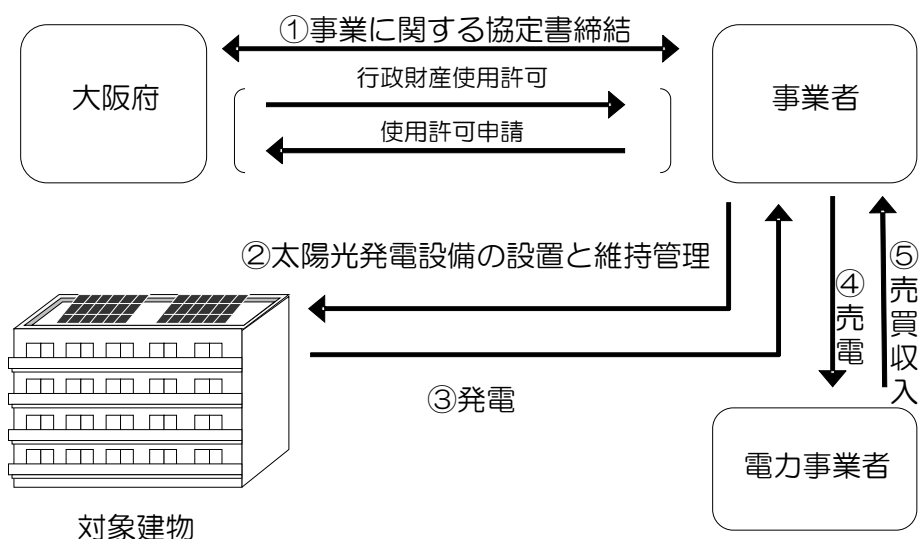 ①事業に関する協定書締結
大阪府
行政財産使用許可
使用許可申請
事業者
②太陽光発電設備の設置と維持管理
③発電
④売電
⑤売買収入
電力事業者
対象建物